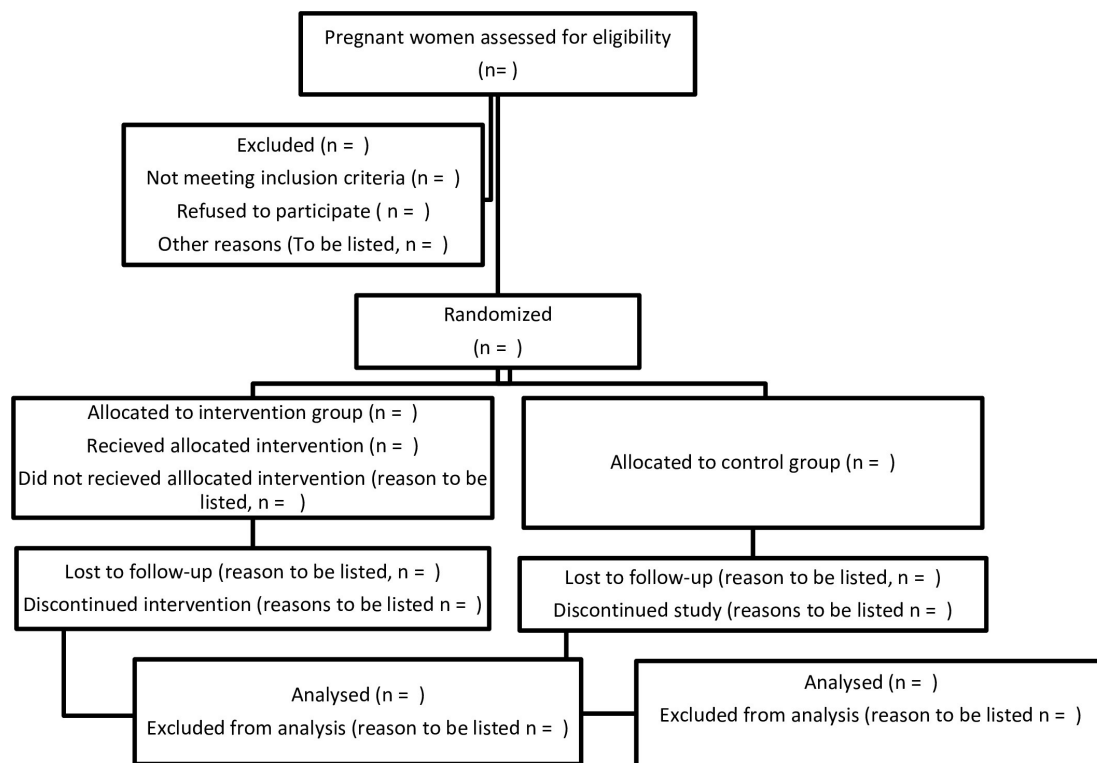 Pregnant women assessed for eligibility
(n= )
Excluded (n =  )
Not meeting inclusion criteria (n =  )
Refused to participate ( n =  )
Other reasons (To be listed, n =  )
Randomized
(n =  )
Allocated to intervention group (n =  )
Recieved allocated intervention (n =  )
Did not recieved alllocated intervention (reason to be
listed, n =   )
Allocated to control group (n =  )
Lost to follow-up (reason to be listed, n =  )
Discontinued intervention (reasons to be listed n =  )
Lost to follow-up (reason to be listed, n =  )
Discontinued study (reasons to be listed n =  )
Analysed (n =  )
Excluded from analysis (reason to be listed n =  )
Analysed (n =  )
Excluded from analysis (reason to be listed n =  )